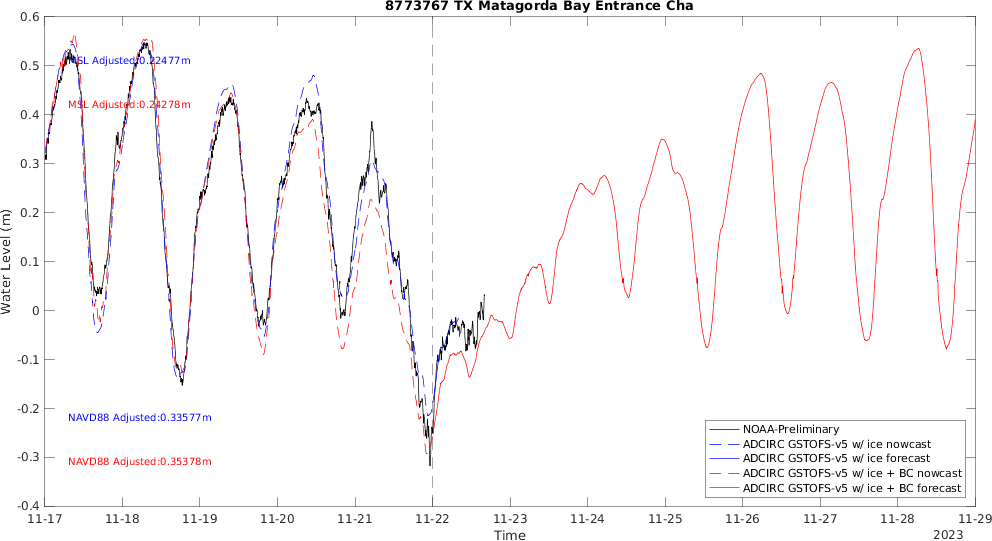 8773767 TX Matagorda Bay Entrance Cha
0.6
0.5
0.4
0.3
0.2
0.1
0
-0.1
-0.2
-0.3
-0.4
Water Level (m)
MSL Adjusted:0.22477m
MSL Adjusted:0.24278m
NAVD88 Adjusted:0.33577m
NAVD88 Adjusted:0.35378m
NOAA-Preliminary
ADCIRC GSTOFS-v5 w/ ice nowcast
ADCIRC GSTOFS-v5 w/ ice forecast
ADCIRC GSTOFS-v5 w/ ice + BC nowcast
ADCIRC GSTOFS-v5 w/ ice + BC forecast
11-17 11-18 11-19 11-20 11-21 11-22 11-23 11-24 11-25 11-26 11-27 11-28 11-29
Time
2023